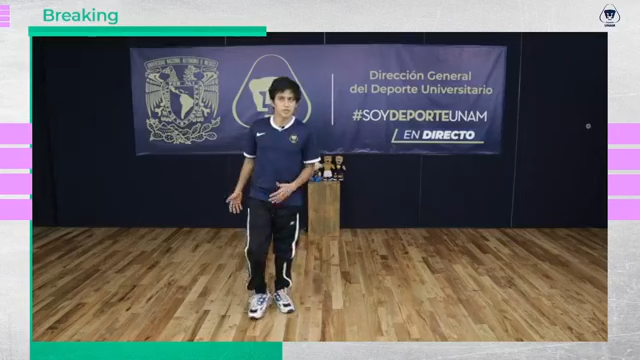 Breaking
Dirección General
del Deporte Universitario
#SOYDEPORTEUNAM
EN DIRECTO